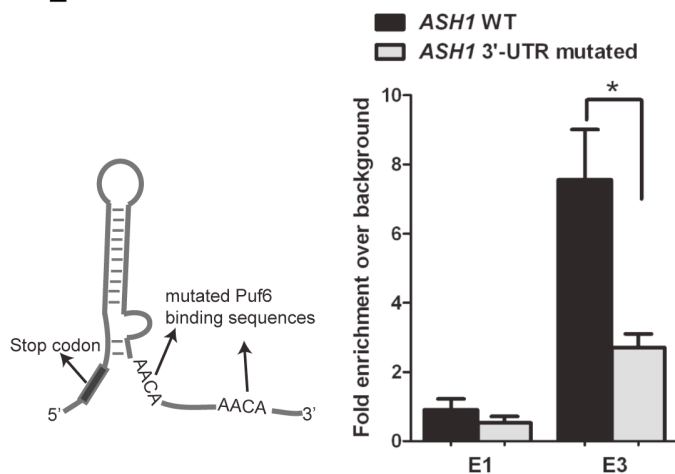 mutated Puf6
binding sequences
Stop codon
AACA
AACA
5'
3'
ASH1 WT
ASH1 3'-UTR mutated
Fold enrichment over background
10
8
6
4
2
0
*
E1
E3